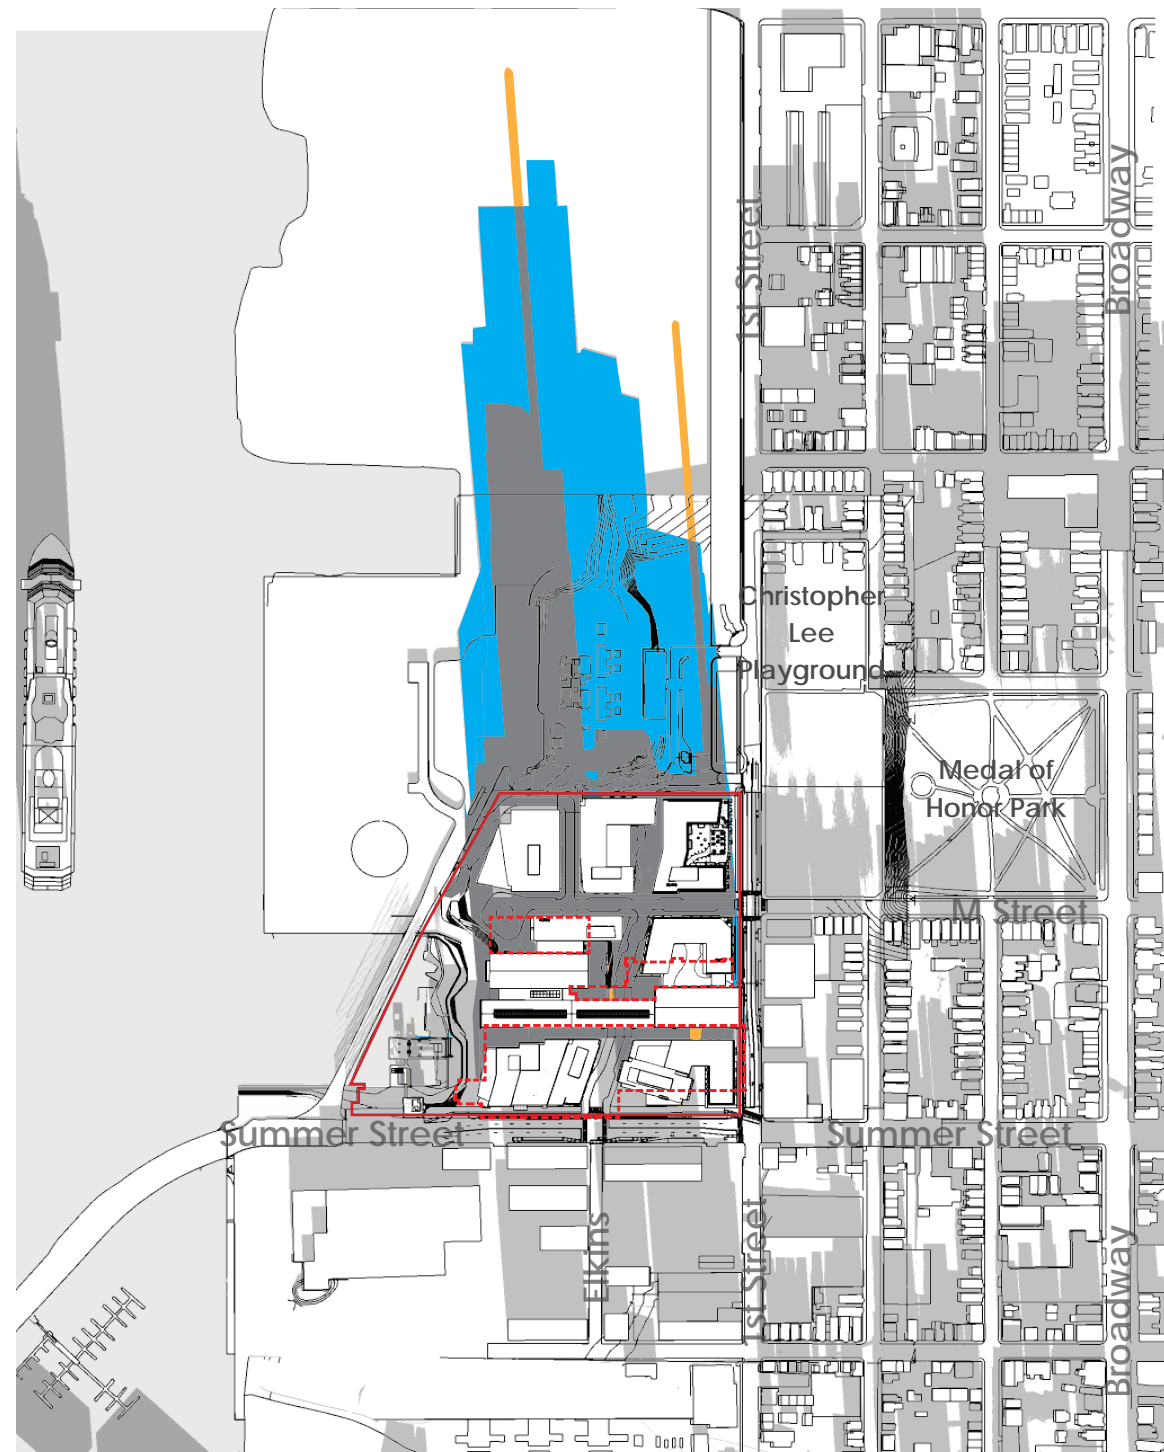 Broadway
1st Street
Christopher
Lee
Playground
Medal of
Honor Park
M Street
Summer Street
Summer Street
Elkins
1st Street
Broadway